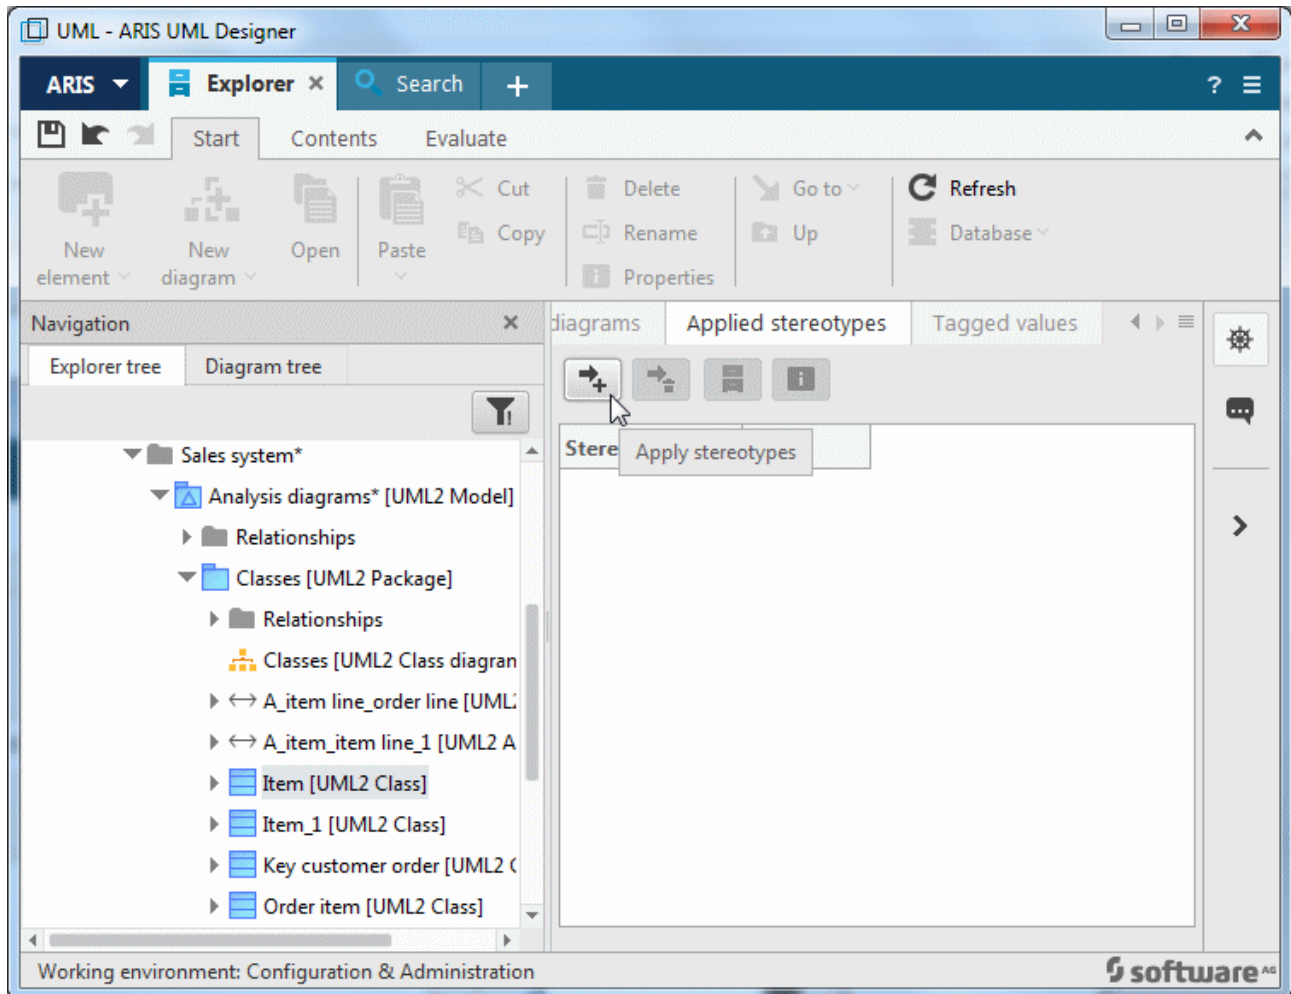 UML - ARIS UML Designer
ARIS Explorer Search + ? 
Start Contents Evaluate
New element
New diagram
Open
Paste
Cut
Copy
Delete
Rename
Properties
Go to
Up
Refresh
Database
Navigation
Explorer tree Diagram tree
Sales system*
Analysis diagrams* [UML2 Model]
Relationships
Classes [UML2 Package]
Relationships
Classes [UML2 Class diagran
A_item line_order line [UML2
A_item_item line_1 [UML2 A
Item [UML2 Class]
Item_1 [UML2 Class]
Key customer order [UML2 C
Order item [UML2 Class]
diagrams Applied stereotypes Tagged values
Stere
Apply stereotypes
Working environment: Configuration & Administration
software AG